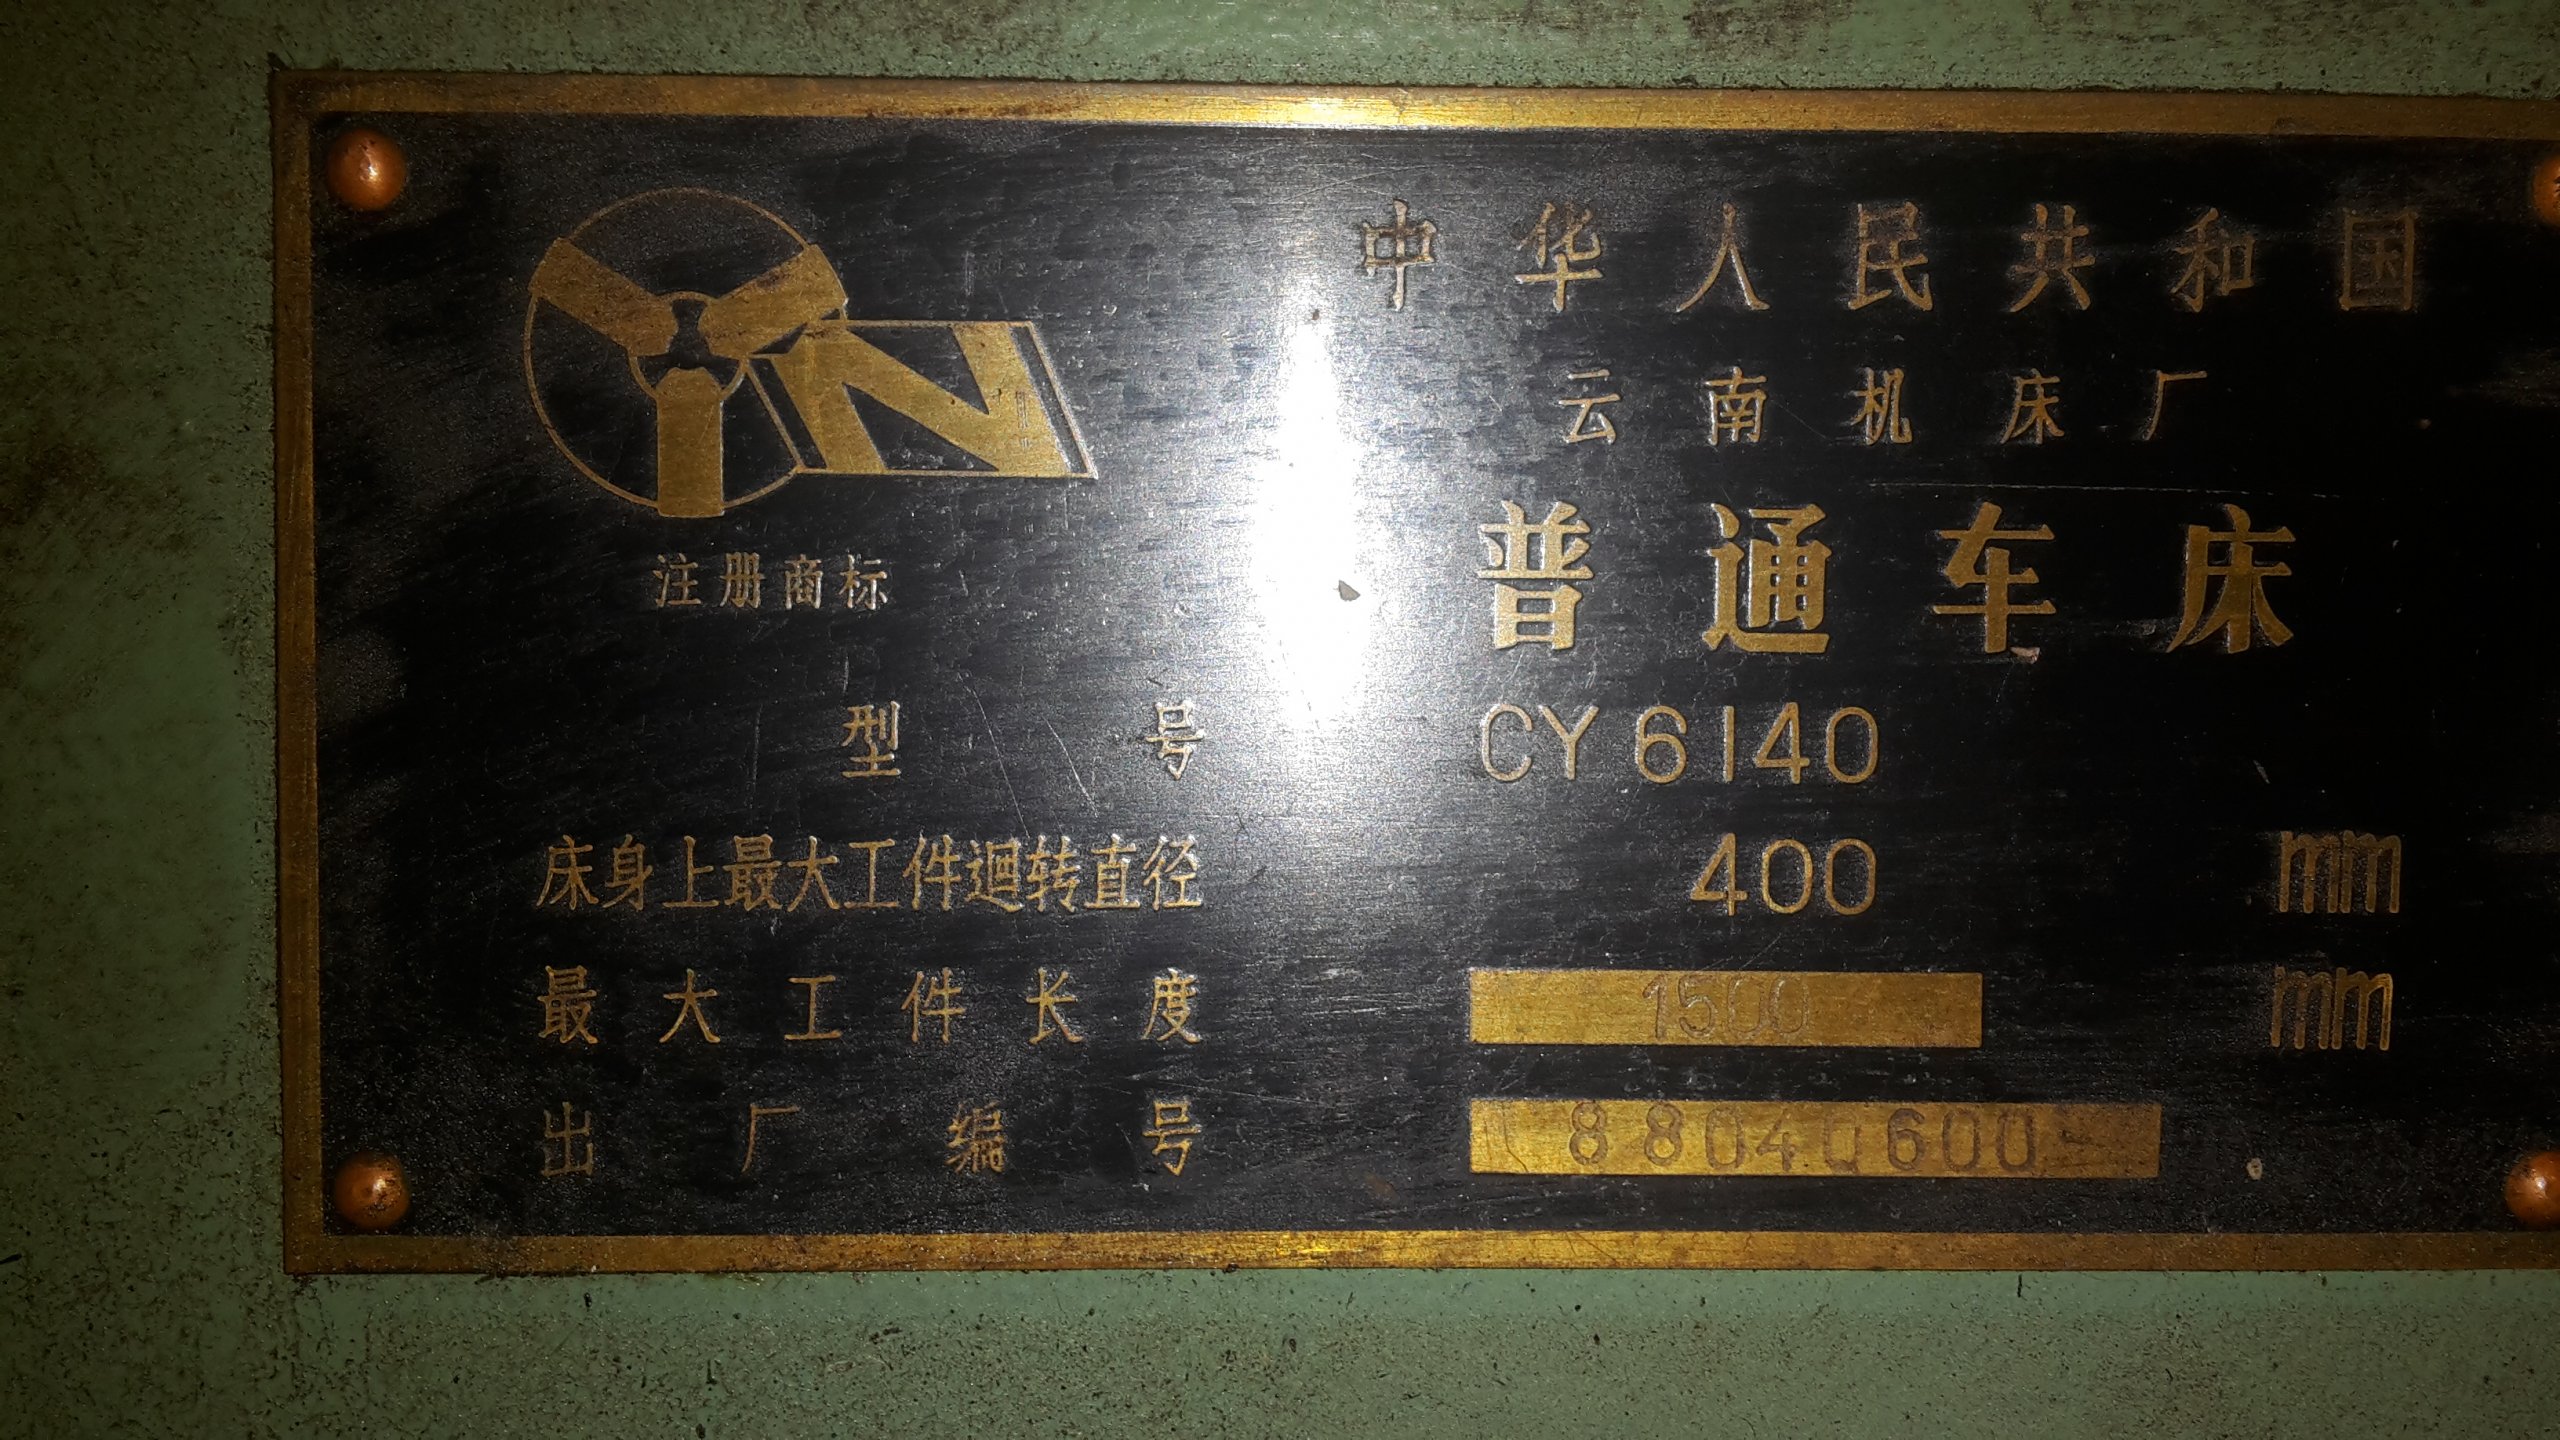 中华人民共和国
云南机床厂
YN
注册商标
普通车床
型号 CY6140
床身上最大工件迴转直径 400 mm
最大工件长度 1500 mm
出厂编号 88040600